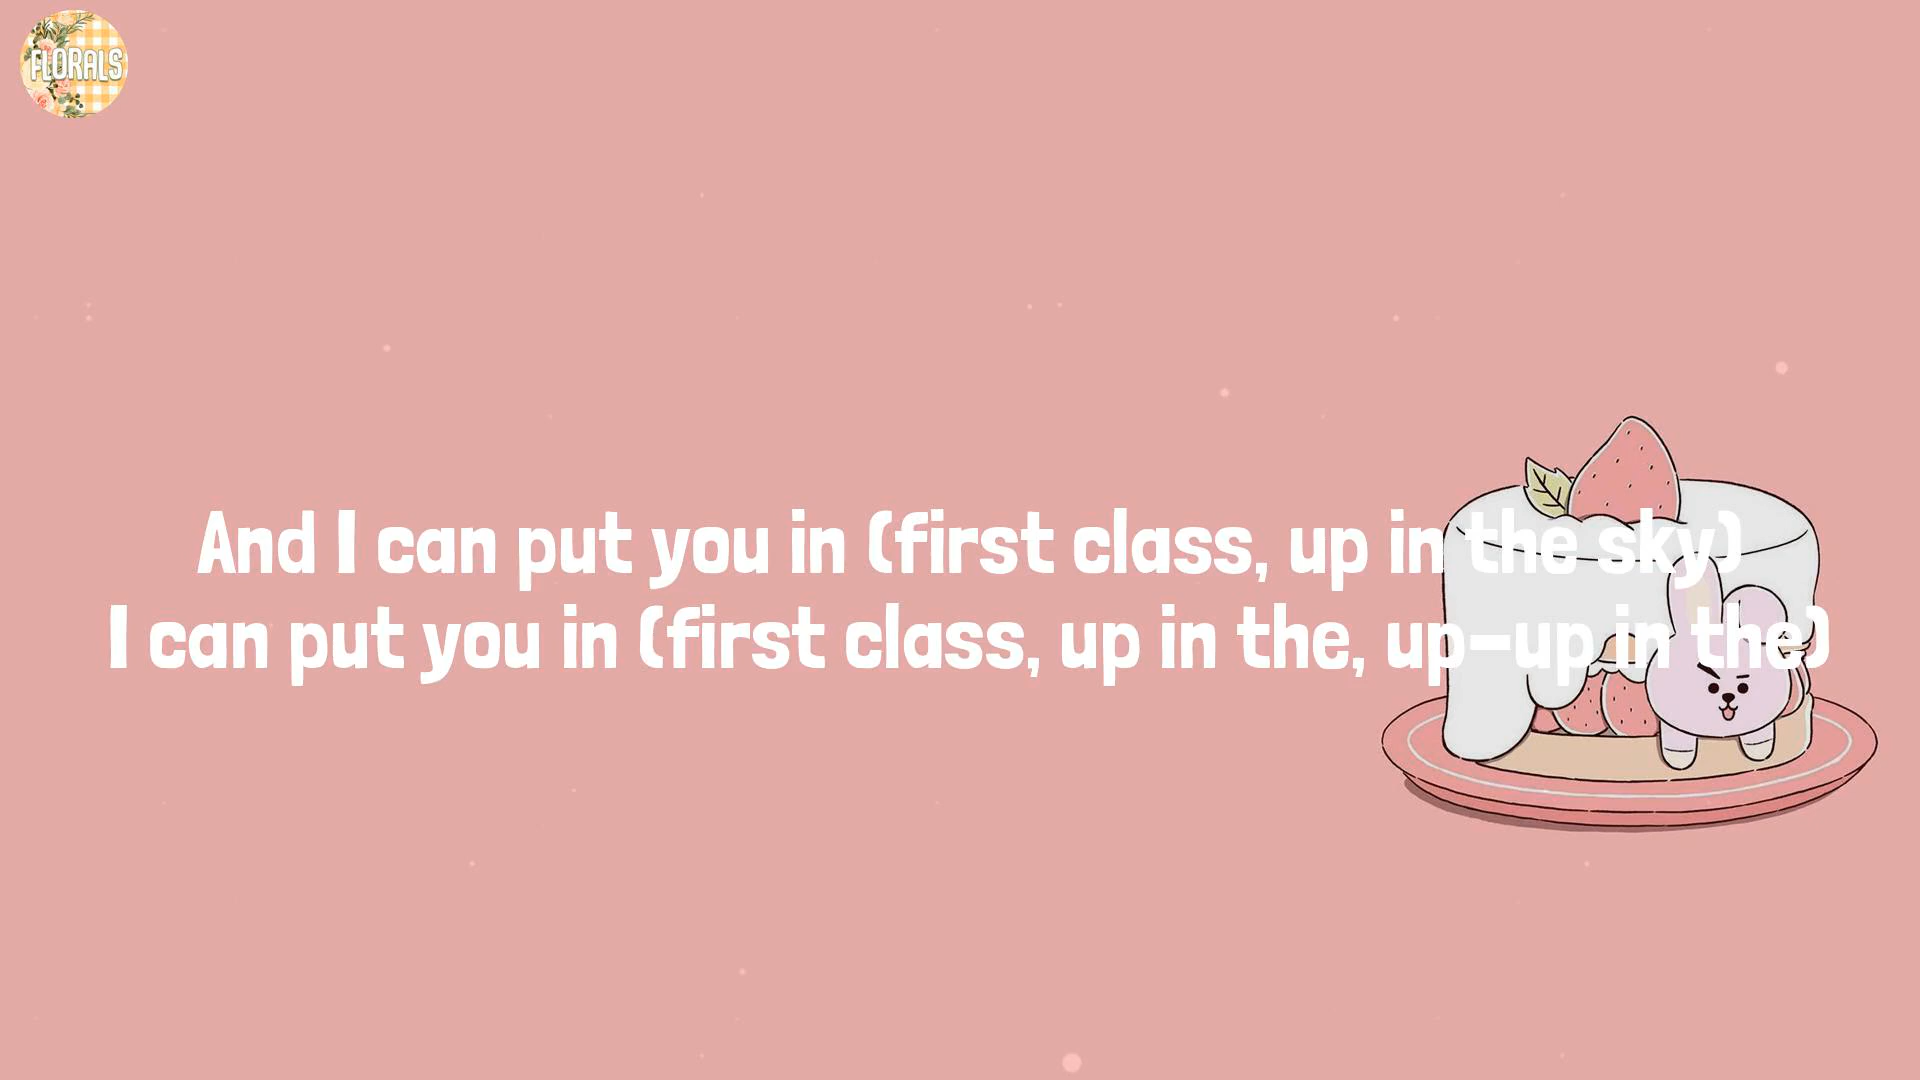 FLORALS
And I can put you in (first class, up in the sky)
I can put you in (first class, up in the, up-up in the)